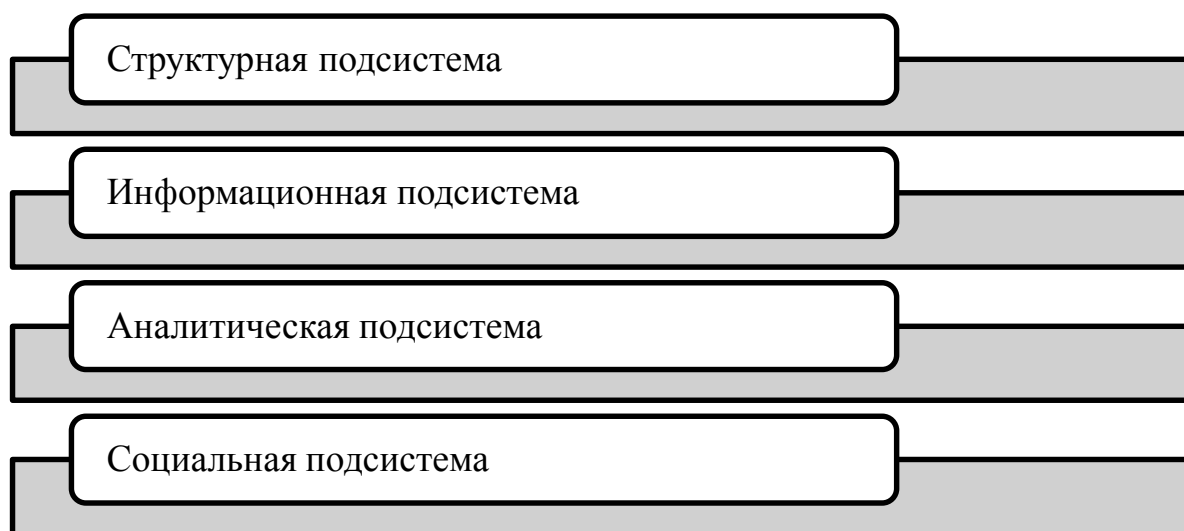 Структурная подсистема
Информационная подсистема
Аналитическая подсистема
Социальная подсистема